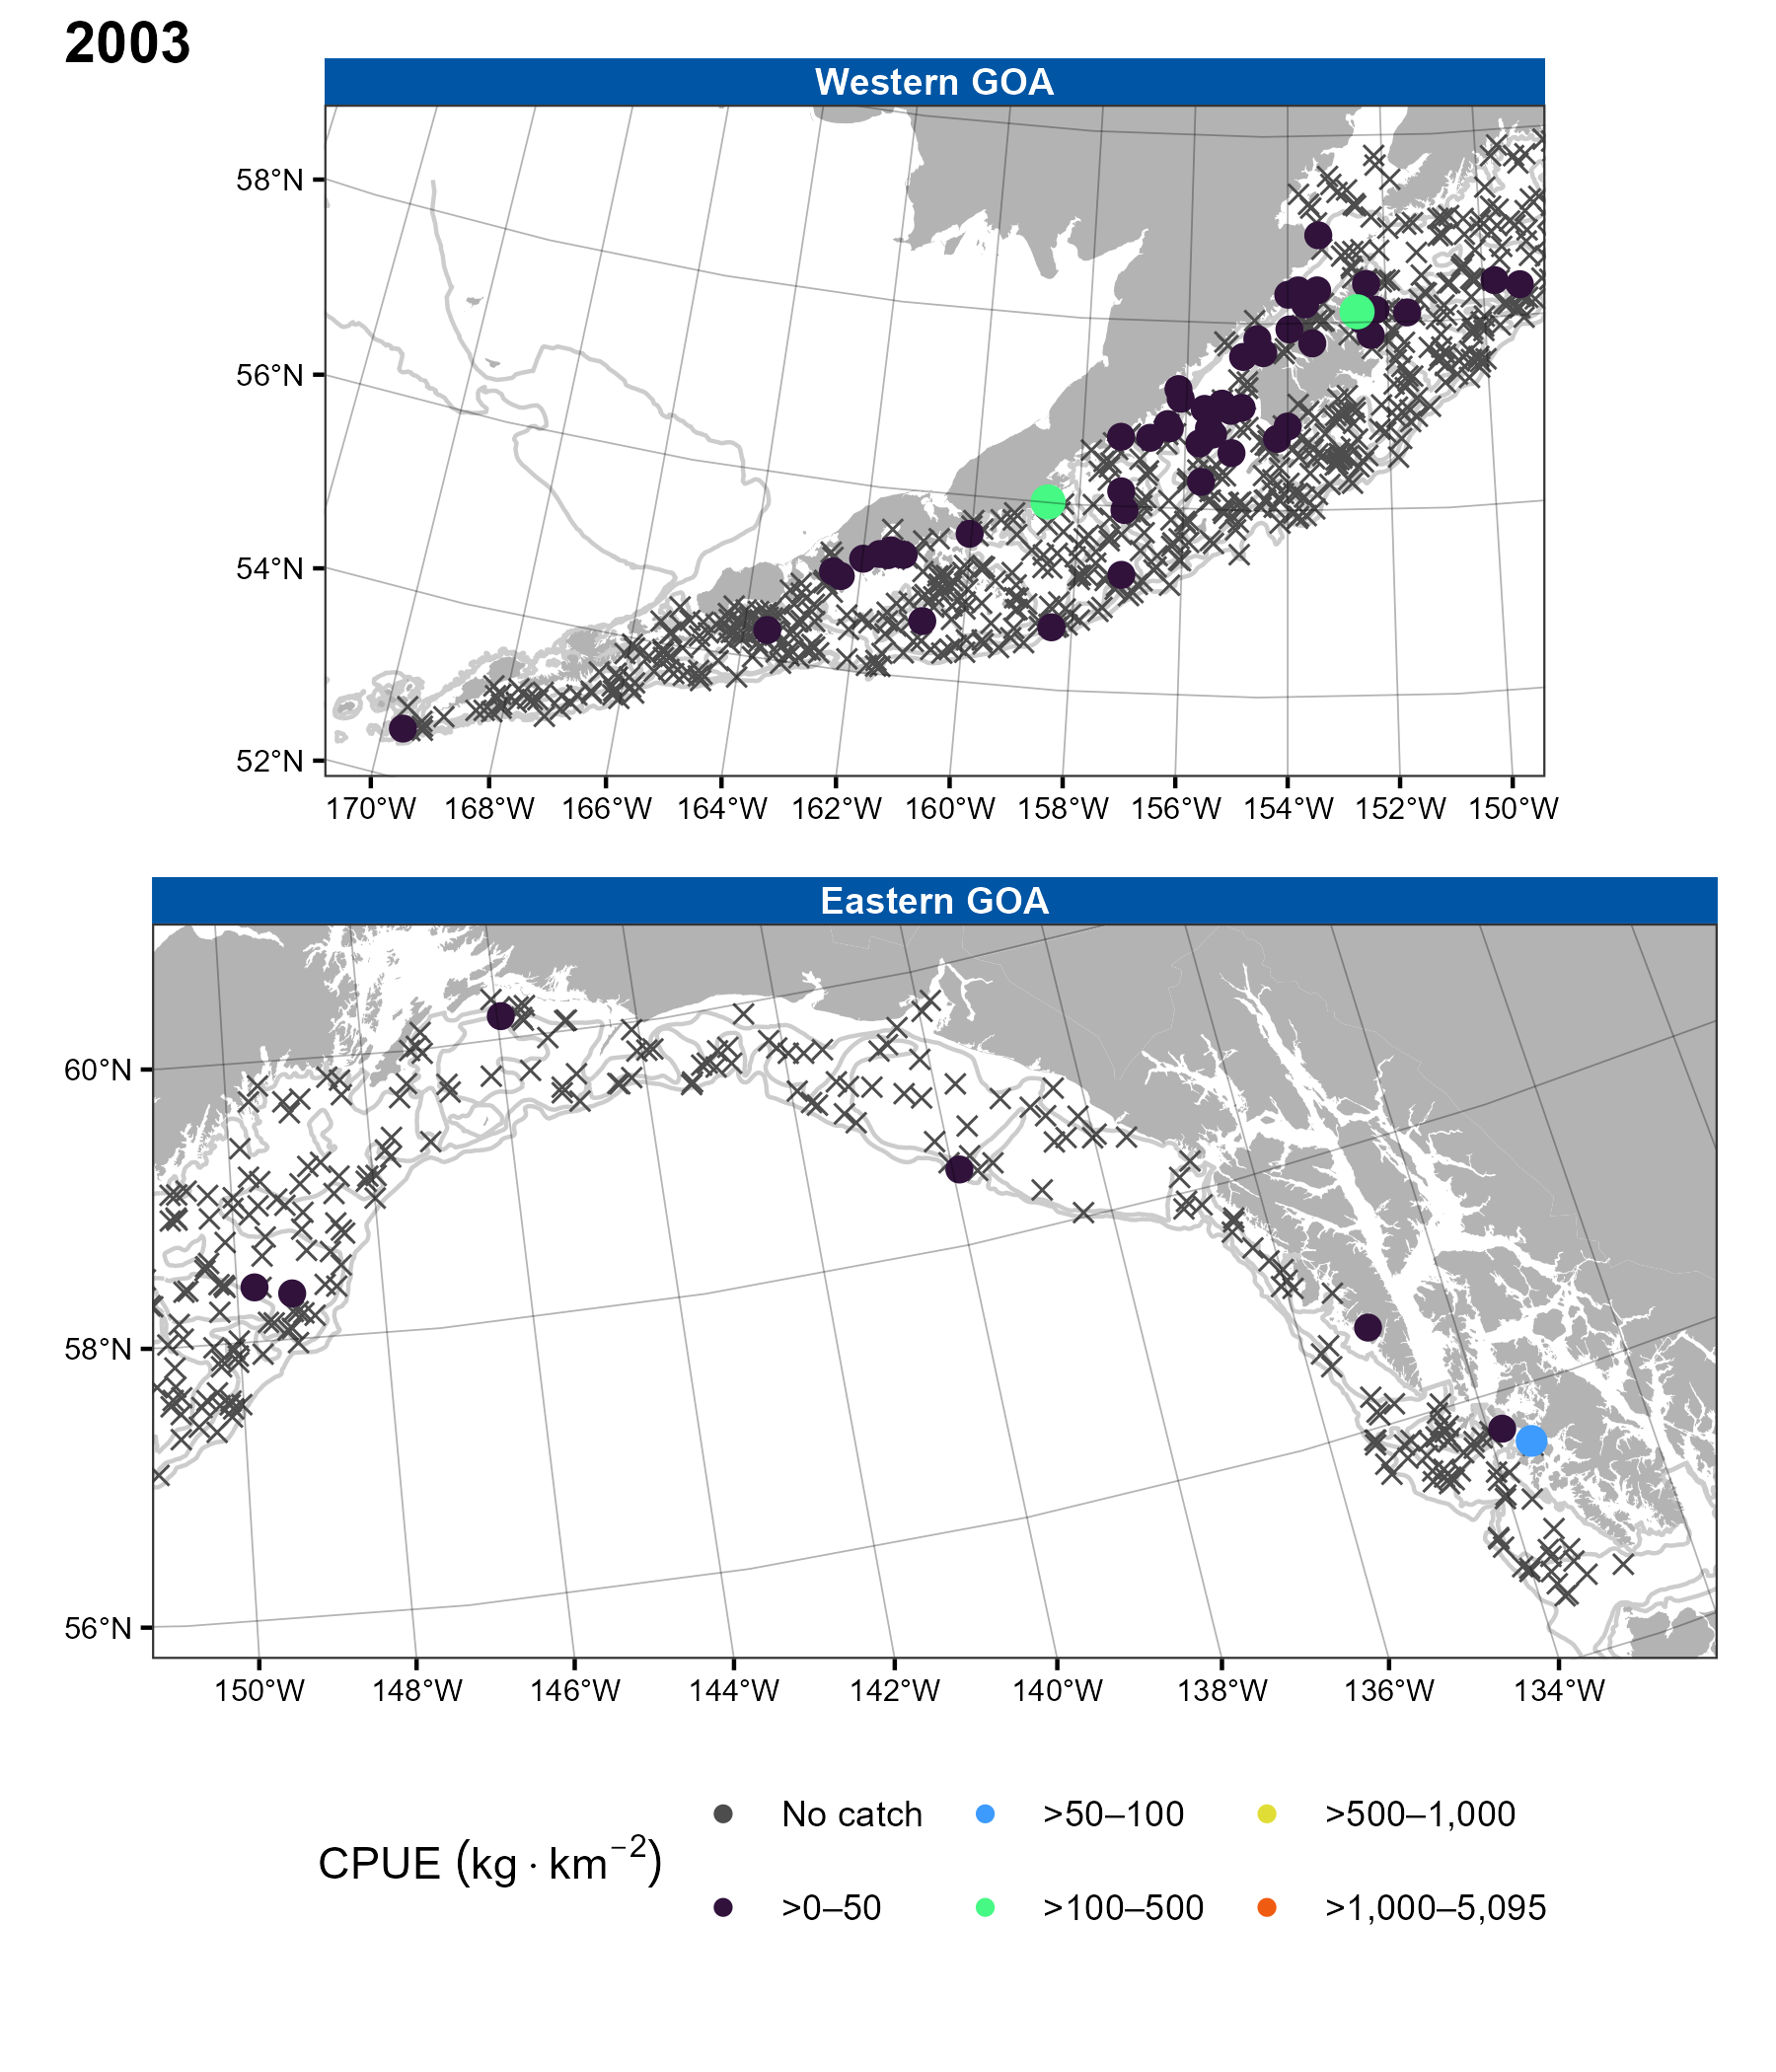 2003
Western GOA
58°N
56°N
54°N
52°N
170°W 168°W 166°W 164°W 162°W 160°W 158°W 156°W 154°W 152°W 150°W
Eastern GOA
60°N
58°N
56°N
150°W 148°W 146°W 144°W 142°W 140°W 138°W 136°W 134°W
CPUE (kg · km⁻²)
No catch >50–100 >500–1,000
>0–50 >100–500 >1,000–5,095